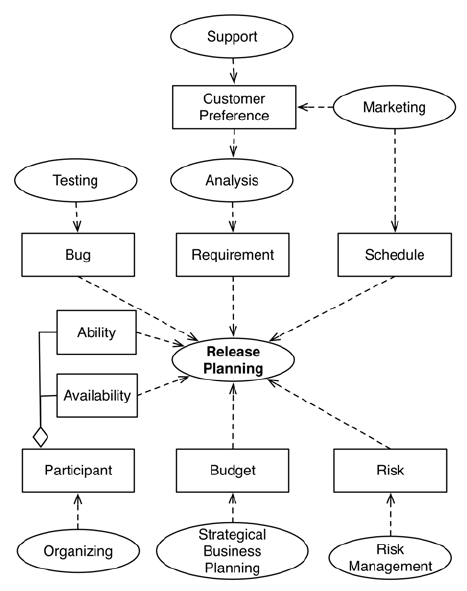 Support
Customer
Preference
Marketing
Testing
Analysis
Bug
Requirement
Schedule
Ability
Release
Planning
Availability
Participant
Budget
Risk
Organizing
Strategical
Business
Planning
Risk
Management